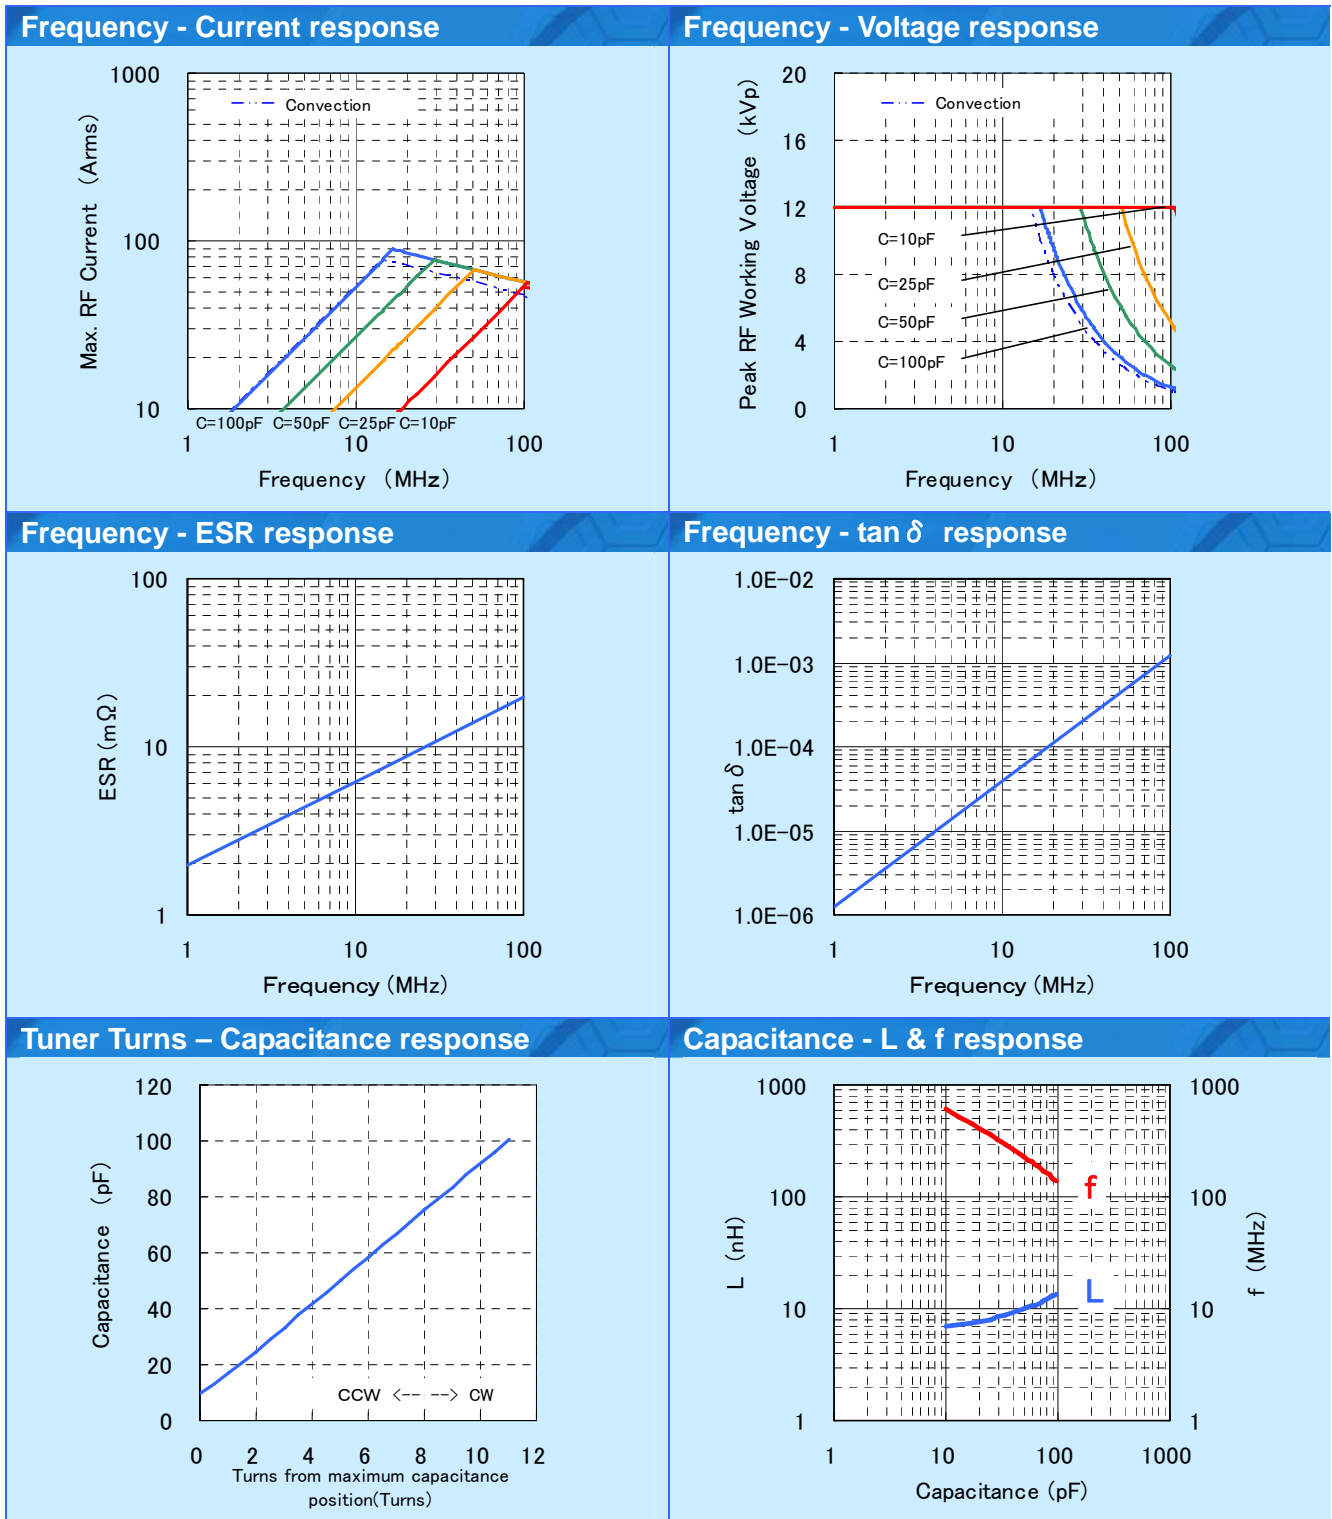 Frequency - Current response
1000
100
10
Max. RF Current （Arms）
Convection
C=100pF C=50pF C=25pF C=10pF
1 10 100
Frequency （MHz）
Frequency - Voltage response
20
16
12
8
4
0
Peak RF Working Voltage （kVp）
Convection
C=10pF
C=25pF
C=50pF
C=100pF
1 10 100
Frequency （MHz）
Frequency - ESR response
100
10
1
ESR(mΩ)
1 10 100
Frequency(MHz)
Frequency - tanδ response
1.0E-02
1.0E-03
1.0E-04
1.0E-05
1.0E-06
tanδ
1 10 100
Frequency(MHz)
Tuner Turns – Capacitance response
120
100
80
60
40
20
0
Capacitance （pF）
CCW <-- --> CW
0 2 4 6 8 10 12
Turns from maximum capacitance
position(Turns)
Capacitance - L & f response
1000
100
10
1
L （nH）
f
L
1000
100
10
1
f （MHz）
1 10 100 1000
Capacitance(pF)